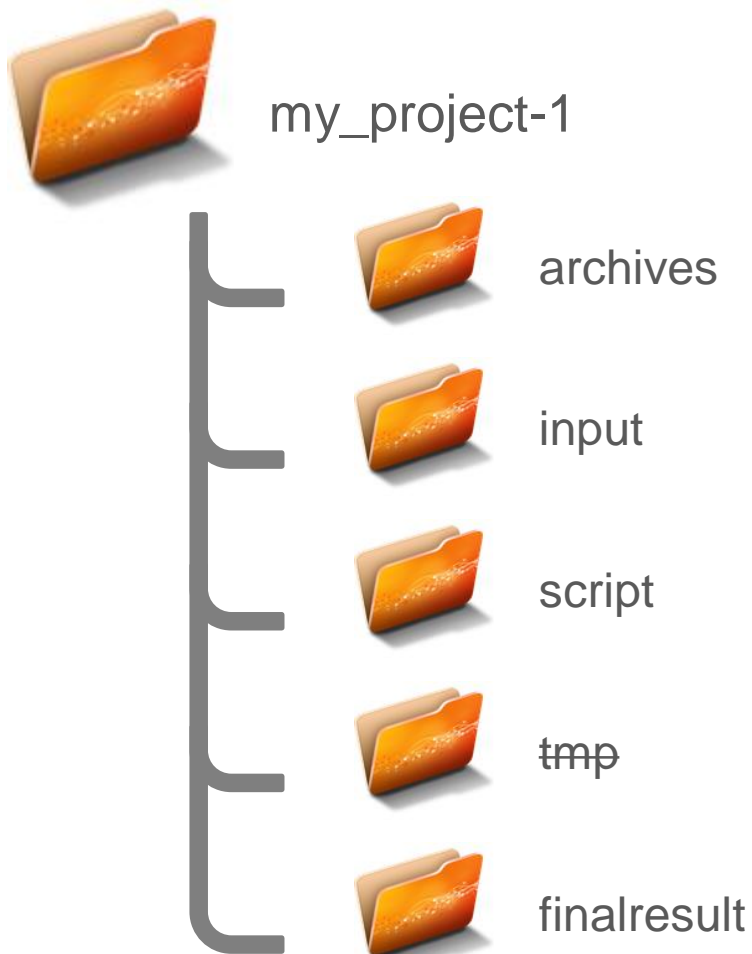 my_project-1
archives
input
script
tmp
finalresult